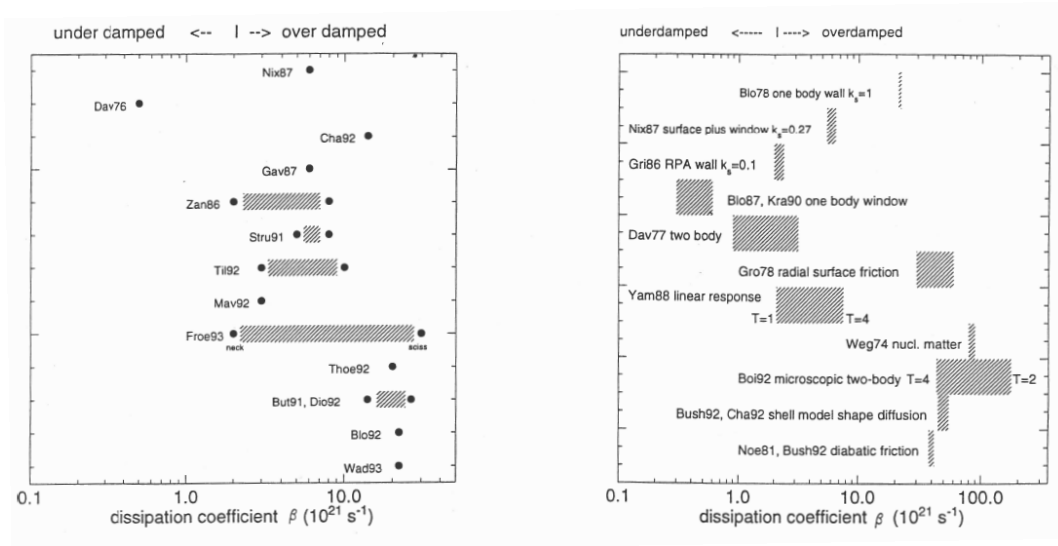 under damped <-- I --> over damped
Nix87
Dav76
Cha92
Gav87
Zan86
Stru91
Til92
Mav92
Froe93
neck
sciss
Thoe92
But91, Dio92
Blo92
Wad93
0.1 1.0 10.0
dissipation coefficient β (10²¹ s⁻¹)
underdamped <----- I ----> overdamped
Blo78 one body wall kₛ=1
Nix87 surface plus window kₛ=0.27
Gri86 RPA wall kₛ=0.1
Blo87, Kra90 one body window
Dav77 two body
Gro78 radial surface friction
Yam88 linear response
T=1 T=4
Weg74 nucl. matter
Boi92 microscopic two-body T=4 T=2
Bush92, Cha92 shell model shape diffusion
Noe81, Bush92 diabatic friction
0.1 1.0 10.0 100.0
dissipation coefficient β (10²¹ s⁻¹)